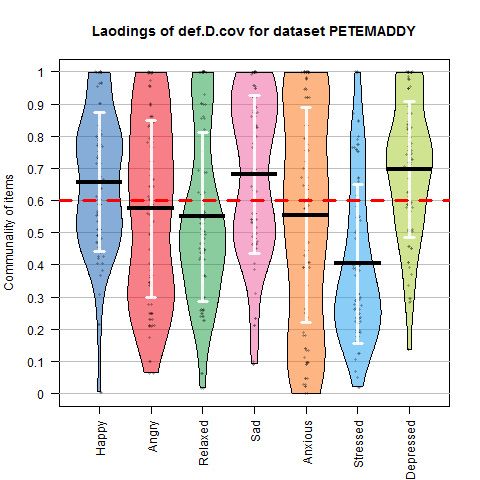 Laodings of def.D.cov for dataset PETEMADDY
Communality of items
1
0.9
0.8
0.7
0.6
0.5
0.4
0.3
0.2
0.1
0
Happy
Angry
Relaxed
Sad
Anxious
Stressed
Depressed